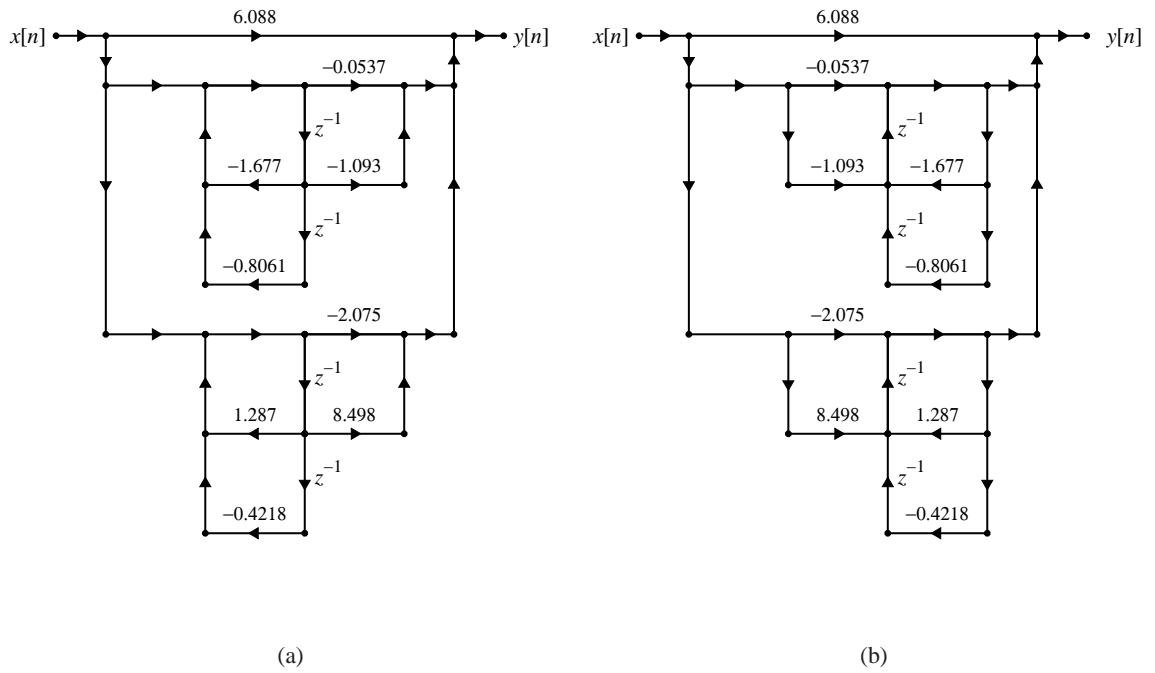 6.088 6.088
x[n] y[n] x[n] y[n]
−0.0537 −0.0537
z⁻¹ z⁻¹
−1.677 −1.093 −1.093 −1.677
z⁻¹ z⁻¹
−0.8061 −0.8061
−2.075 −2.075
z⁻¹ z⁻¹
1.287 8.498 8.498 1.287
z⁻¹ z⁻¹
−0.4218 −0.4218
(a) (b)